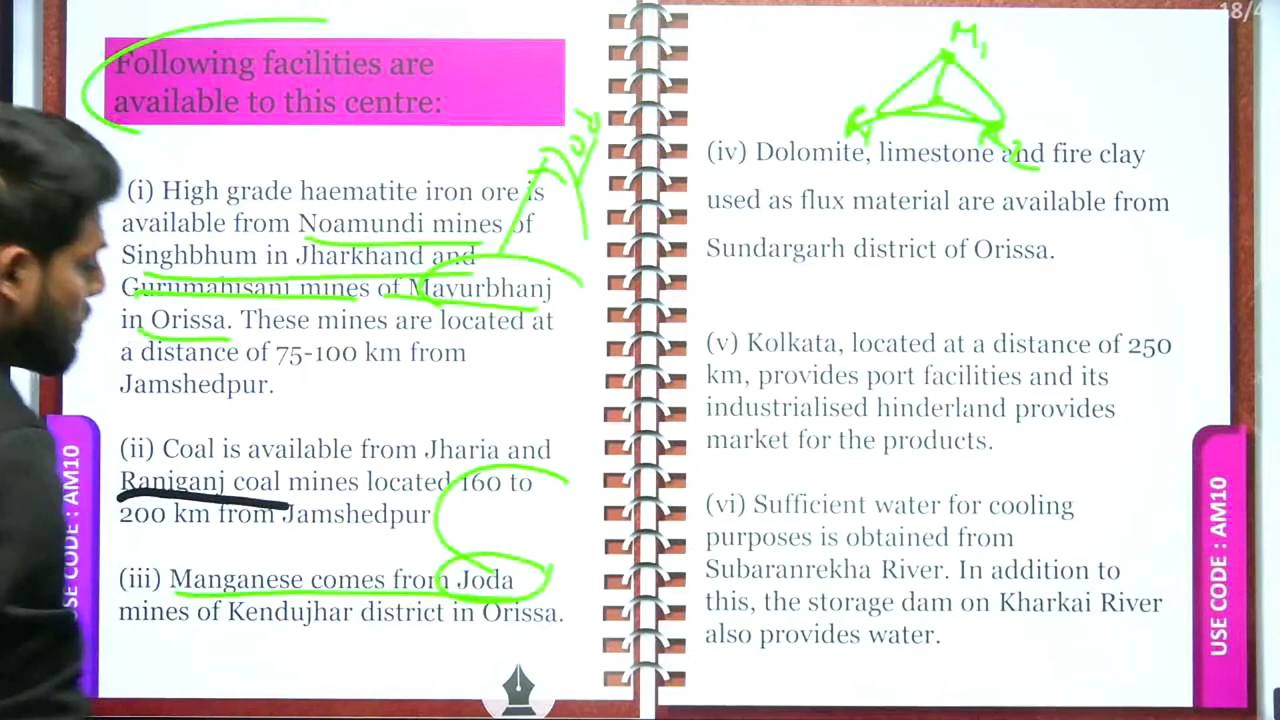 18/4
Following facilities are
available to this centre:
(i) High grade haematite iron ore is
available from Noamundi mines of
Singhbhum in Jharkhand and
Gurumahisani mines of Mayurbhanj
in Orissa. These mines are located at
a distance of 75-100 km from
Jamshedpur.
(ii) Coal is available from Jharia and
Raniganj coal mines located 160 to
200 km from Jamshedpur
(iii) Manganese comes from Joda
mines of Kendujhar district in Orissa.
USE CODE : AM10
M1
(iv) Dolomite, limestone and fire clay
used as flux material are available from
Sundargarh district of Orissa.
(v) Kolkata, located at a distance of 250
km, provides port facilities and its
industrialised hinderland provides
market for the products.
(vi) Sufficient water for cooling
purposes is obtained from
Subaranrekha River. In addition to
this, the storage dam on Kharkai River
also provides water.
USE CODE : AM10